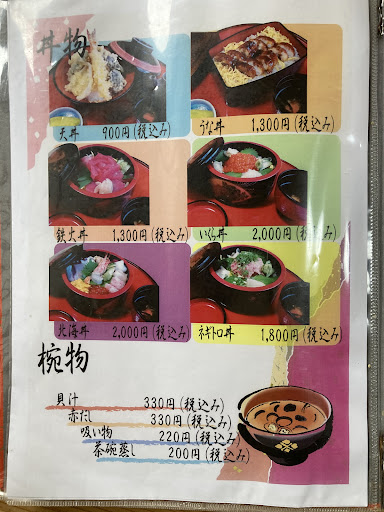 丼物
天丼 900円(税込み)
うな丼 1,300円(税込み)
鉄火丼 1,300円(税込み)
いくら丼 2,000円(税込み)
北海丼 2,000円(税込み)
ネギトロ丼 1,800円(税込み)
椀物
貝汁 330円(税込み)
赤だし 330円(税込み)
吸い物 220円(税込み)
茶碗蒸し 200円(税込み)